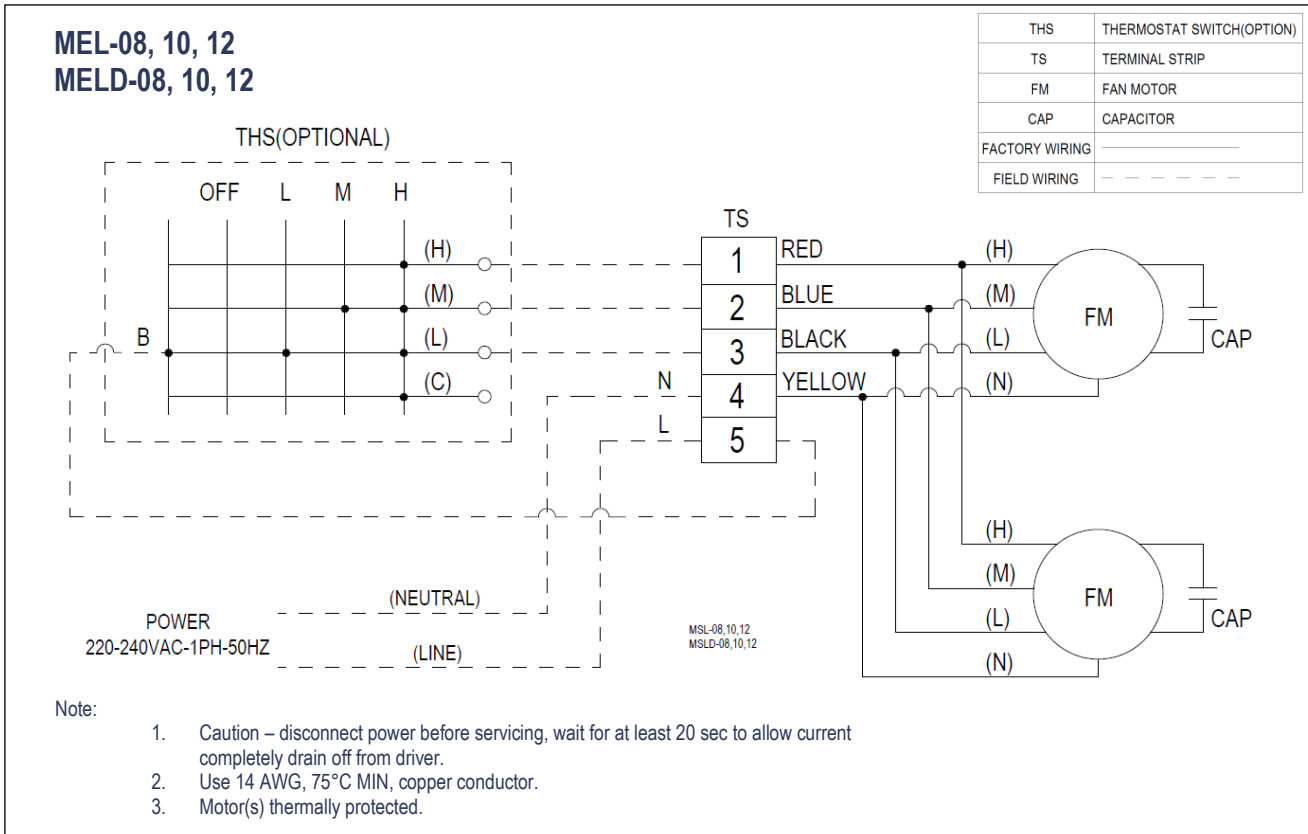 MEL-08, 10, 12
MELD-08, 10, 12
THS THERMOSTAT SWITCH(OPTION)
TS TERMINAL STRIP
FM FAN MOTOR
CAP CAPACITOR
FACTORY WIRING
FIELD WIRING
THS(OPTIONAL)
OFF L M H
(H)
(M)
B (L)
(C)
TS
1 RED (H)
2 BLUE (M)
3 BLACK (L)
N 4 YELLOW (N)
L 5
FM
CAP
(H)
(M)
(L)
(N)
FM
CAP
POWER
220-240VAC-1PH-50HZ
(NEUTRAL)
(LINE)
MSL-08,10,12
MSLD-08,10,12
Note:
1. Caution – disconnect power before servicing, wait for at least 20 sec to allow current
completely drain off from driver.
2. Use 14 AWG, 75°C MIN, copper conductor.
3. Motor(s) thermally protected.